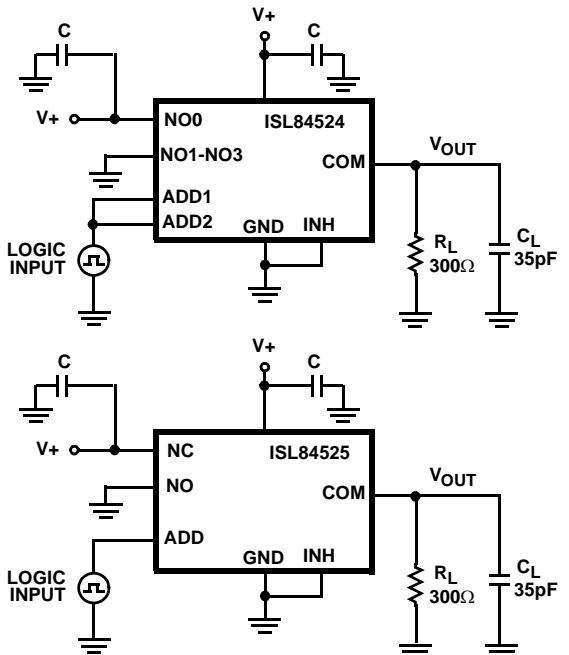 V+
C
C
V+
NO0
ISL84524
NO1-NO3
COM
VOUT
ADD1
ADD2
GND
INH
LOGIC
INPUT
RL
300Ω
CL
35pF
V+
C
C
V+
NC
ISL84525
NO
COM
VOUT
ADD
GND
INH
LOGIC
INPUT
RL
300Ω
CL
35pF